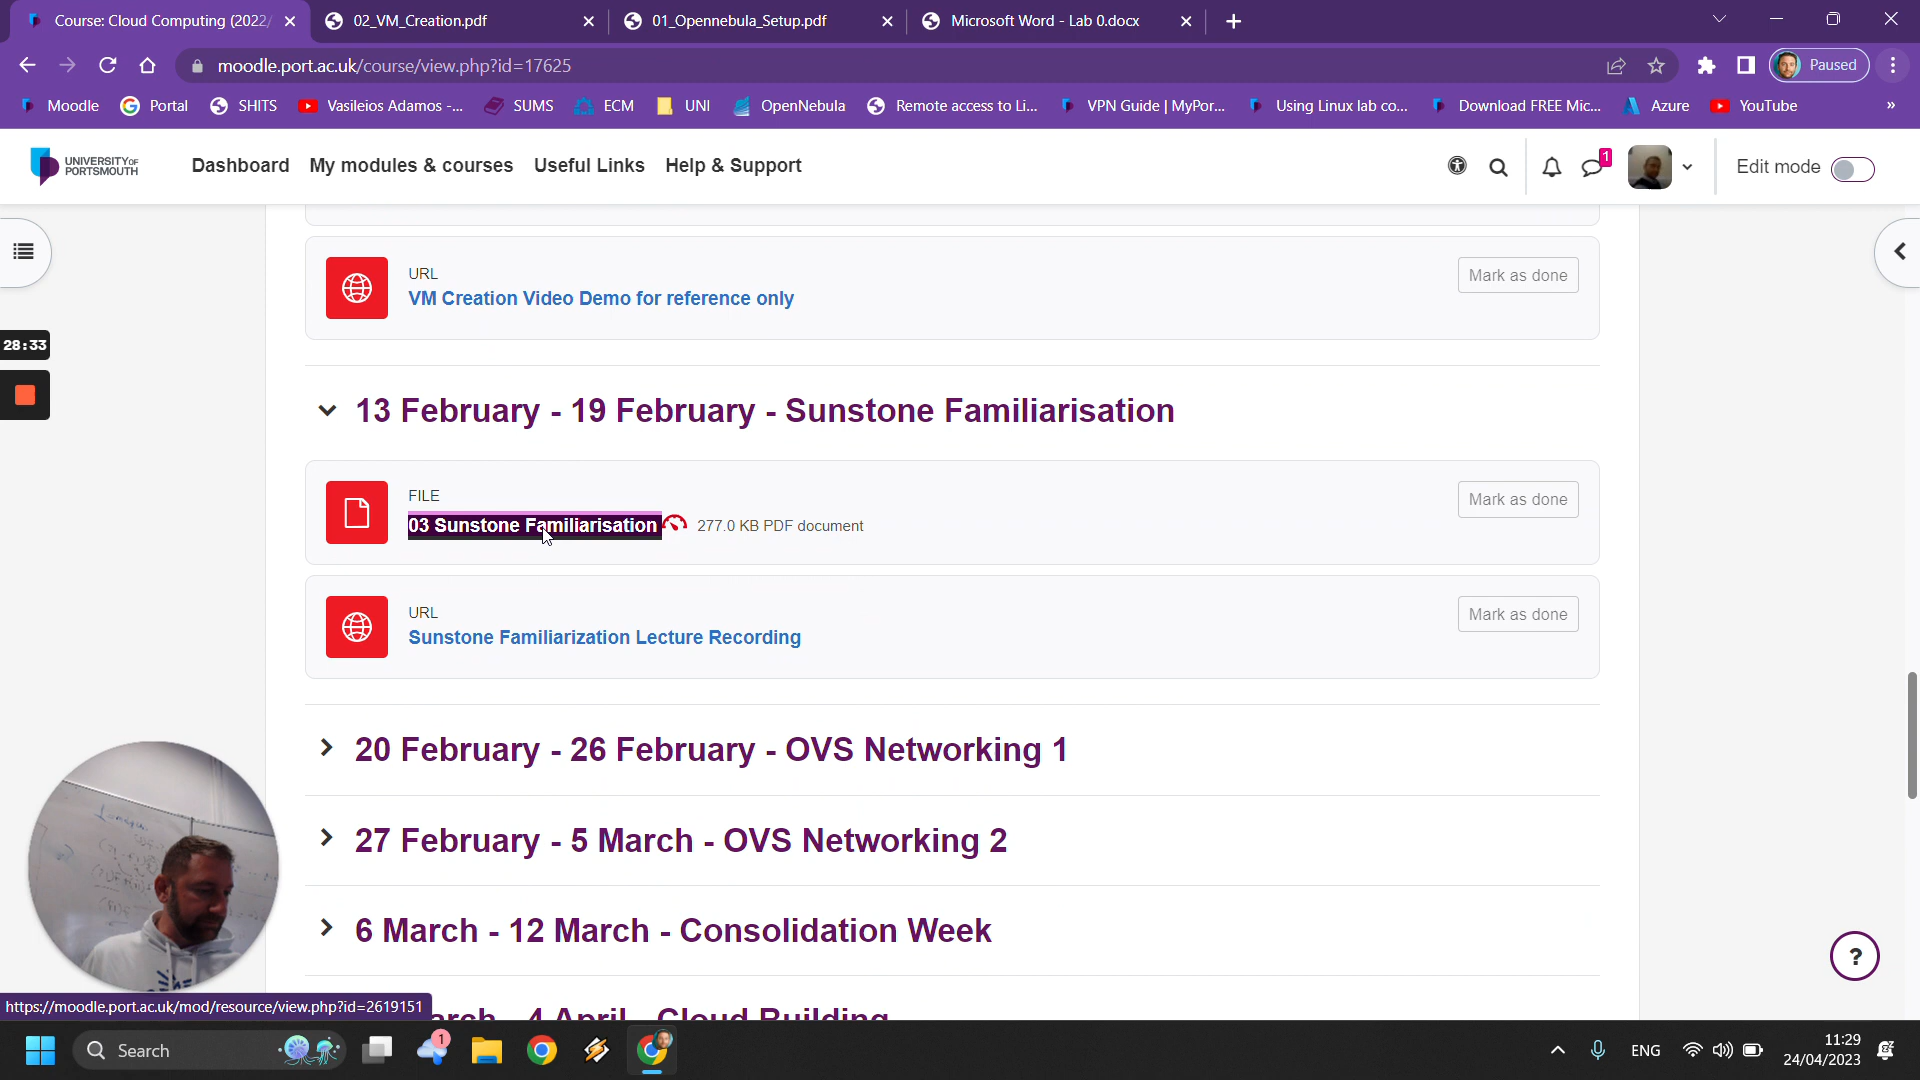 Course: Cloud Computing (2022/
02_VM_Creation.pdf
01_Opennebula_Setup.pdf
Microsoft Word - Lab 0.docx
moodle.port.ac.uk/course/view.php?id=17625
Paused
Moodle
Portal
SHITS
Vasileios Adamos -...
SUMS
ECM
UNI
OpenNebula
Remote access to Li...
VPN Guide | MyPor...
Using Linux lab co...
Download FREE Mic...
Azure
YouTube
»
UNIVERSITY OF
PORTSMOUTH
Dashboard
My modules & courses
Useful Links
Help & Support
1
Edit mode
URL
VM Creation Video Demo for reference only
Mark as done
28:33
13 February - 19 February - Sunstone Familiarisation
FILE
03 Sunstone Familiarisation
277.0 KB PDF document
Mark as done
URL
Sunstone Familiarization Lecture Recording
Mark as done
20 February - 26 February - OVS Networking 1
27 February - 5 March - OVS Networking 2
6 March - 12 March - Consolidation Week
?
https://moodle.port.ac.uk/mod/resource/view.php?id=2619151
arch - 4 April - Cloud Building
Search
1
ENG
11:29
24/04/2023